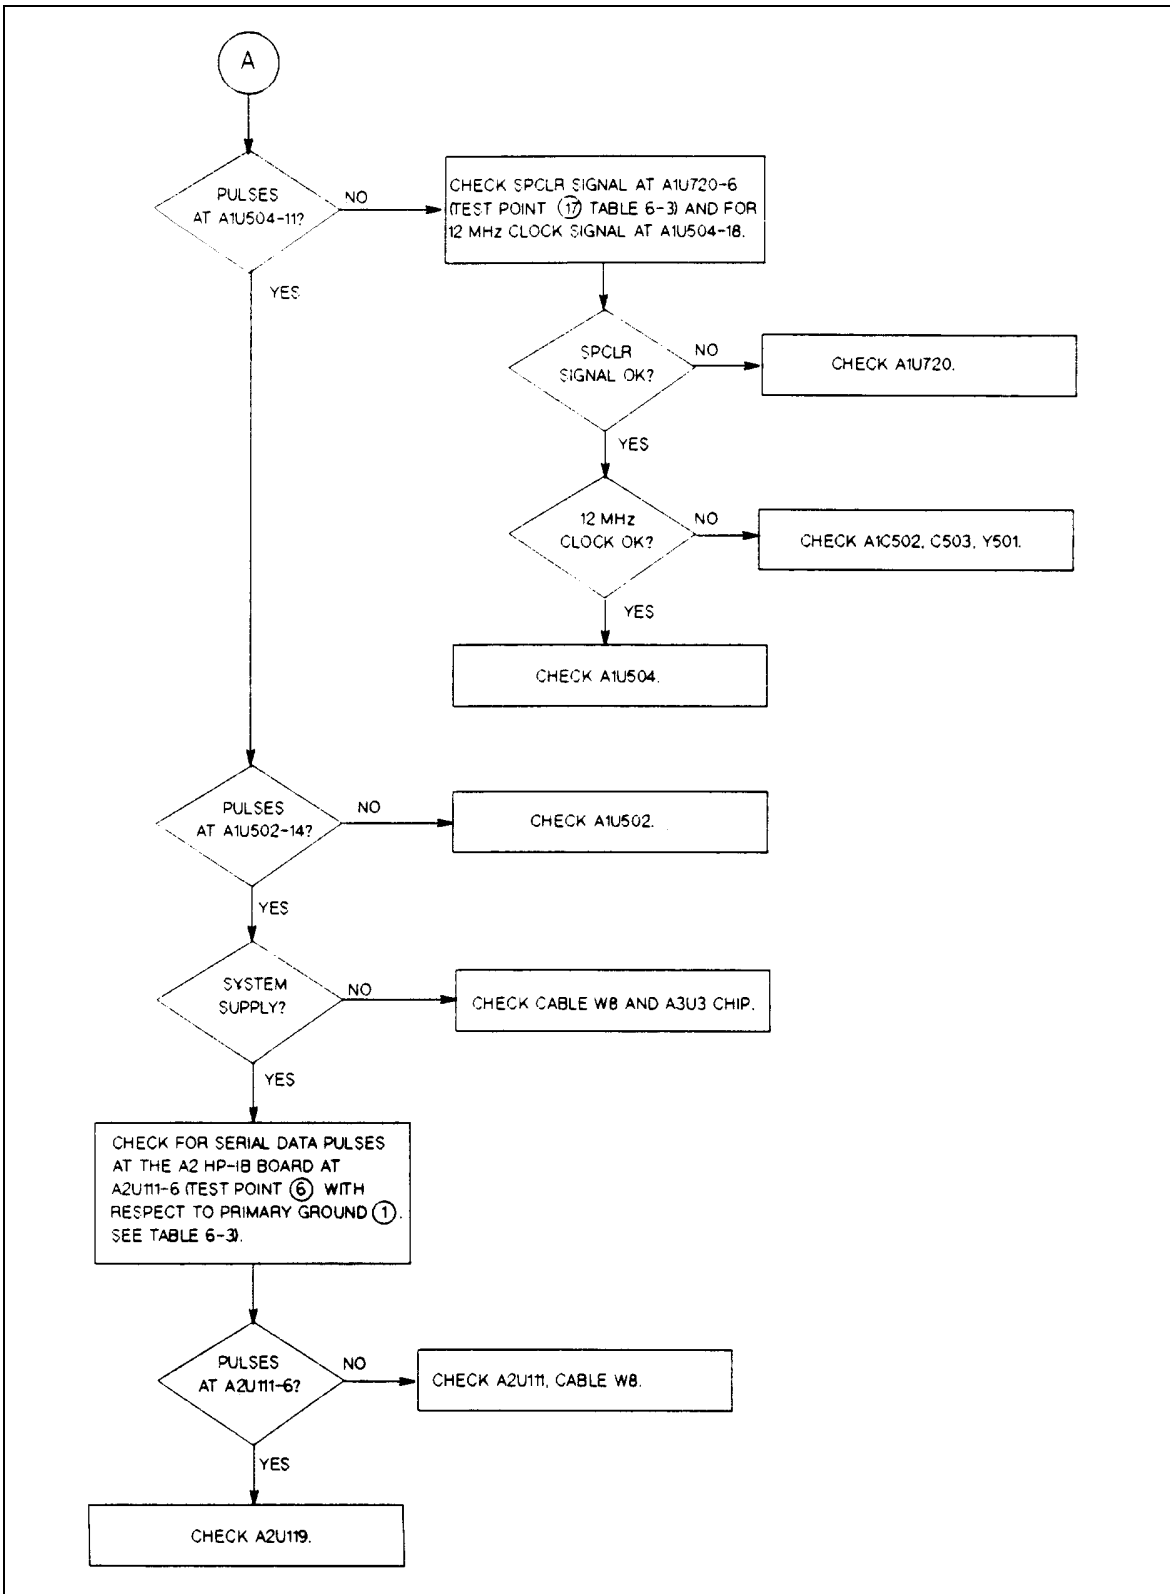 A
PULSES
AT A1U504-11?
NO
CHECK SPCLR SIGNAL AT A1U720-6
(TEST POINT 17 TABLE 6-3) AND FOR
12 MHz CLOCK SIGNAL AT A1U504-18.
YES
SPCLR
SIGNAL OK?
NO
CHECK A1U720.
YES
12 MHz
CLOCK OK?
NO
CHECK A1C502, C503, Y501.
YES
CHECK A1U504.
PULSES
AT A1U502-14?
NO
CHECK A1U502.
YES
SYSTEM
SUPPLY?
NO
CHECK CABLE W8 AND A3U3 CHIP.
YES
CHECK FOR SERIAL DATA PULSES
AT THE A2 HP-IB BOARD AT
A2U111-6 (TEST POINT 6 WITH
RESPECT TO PRIMARY GROUND 1.
SEE TABLE 6-3).
PULSES
AT A2U111-6?
NO
CHECK A2U111, CABLE W8.
YES
CHECK A2U119.